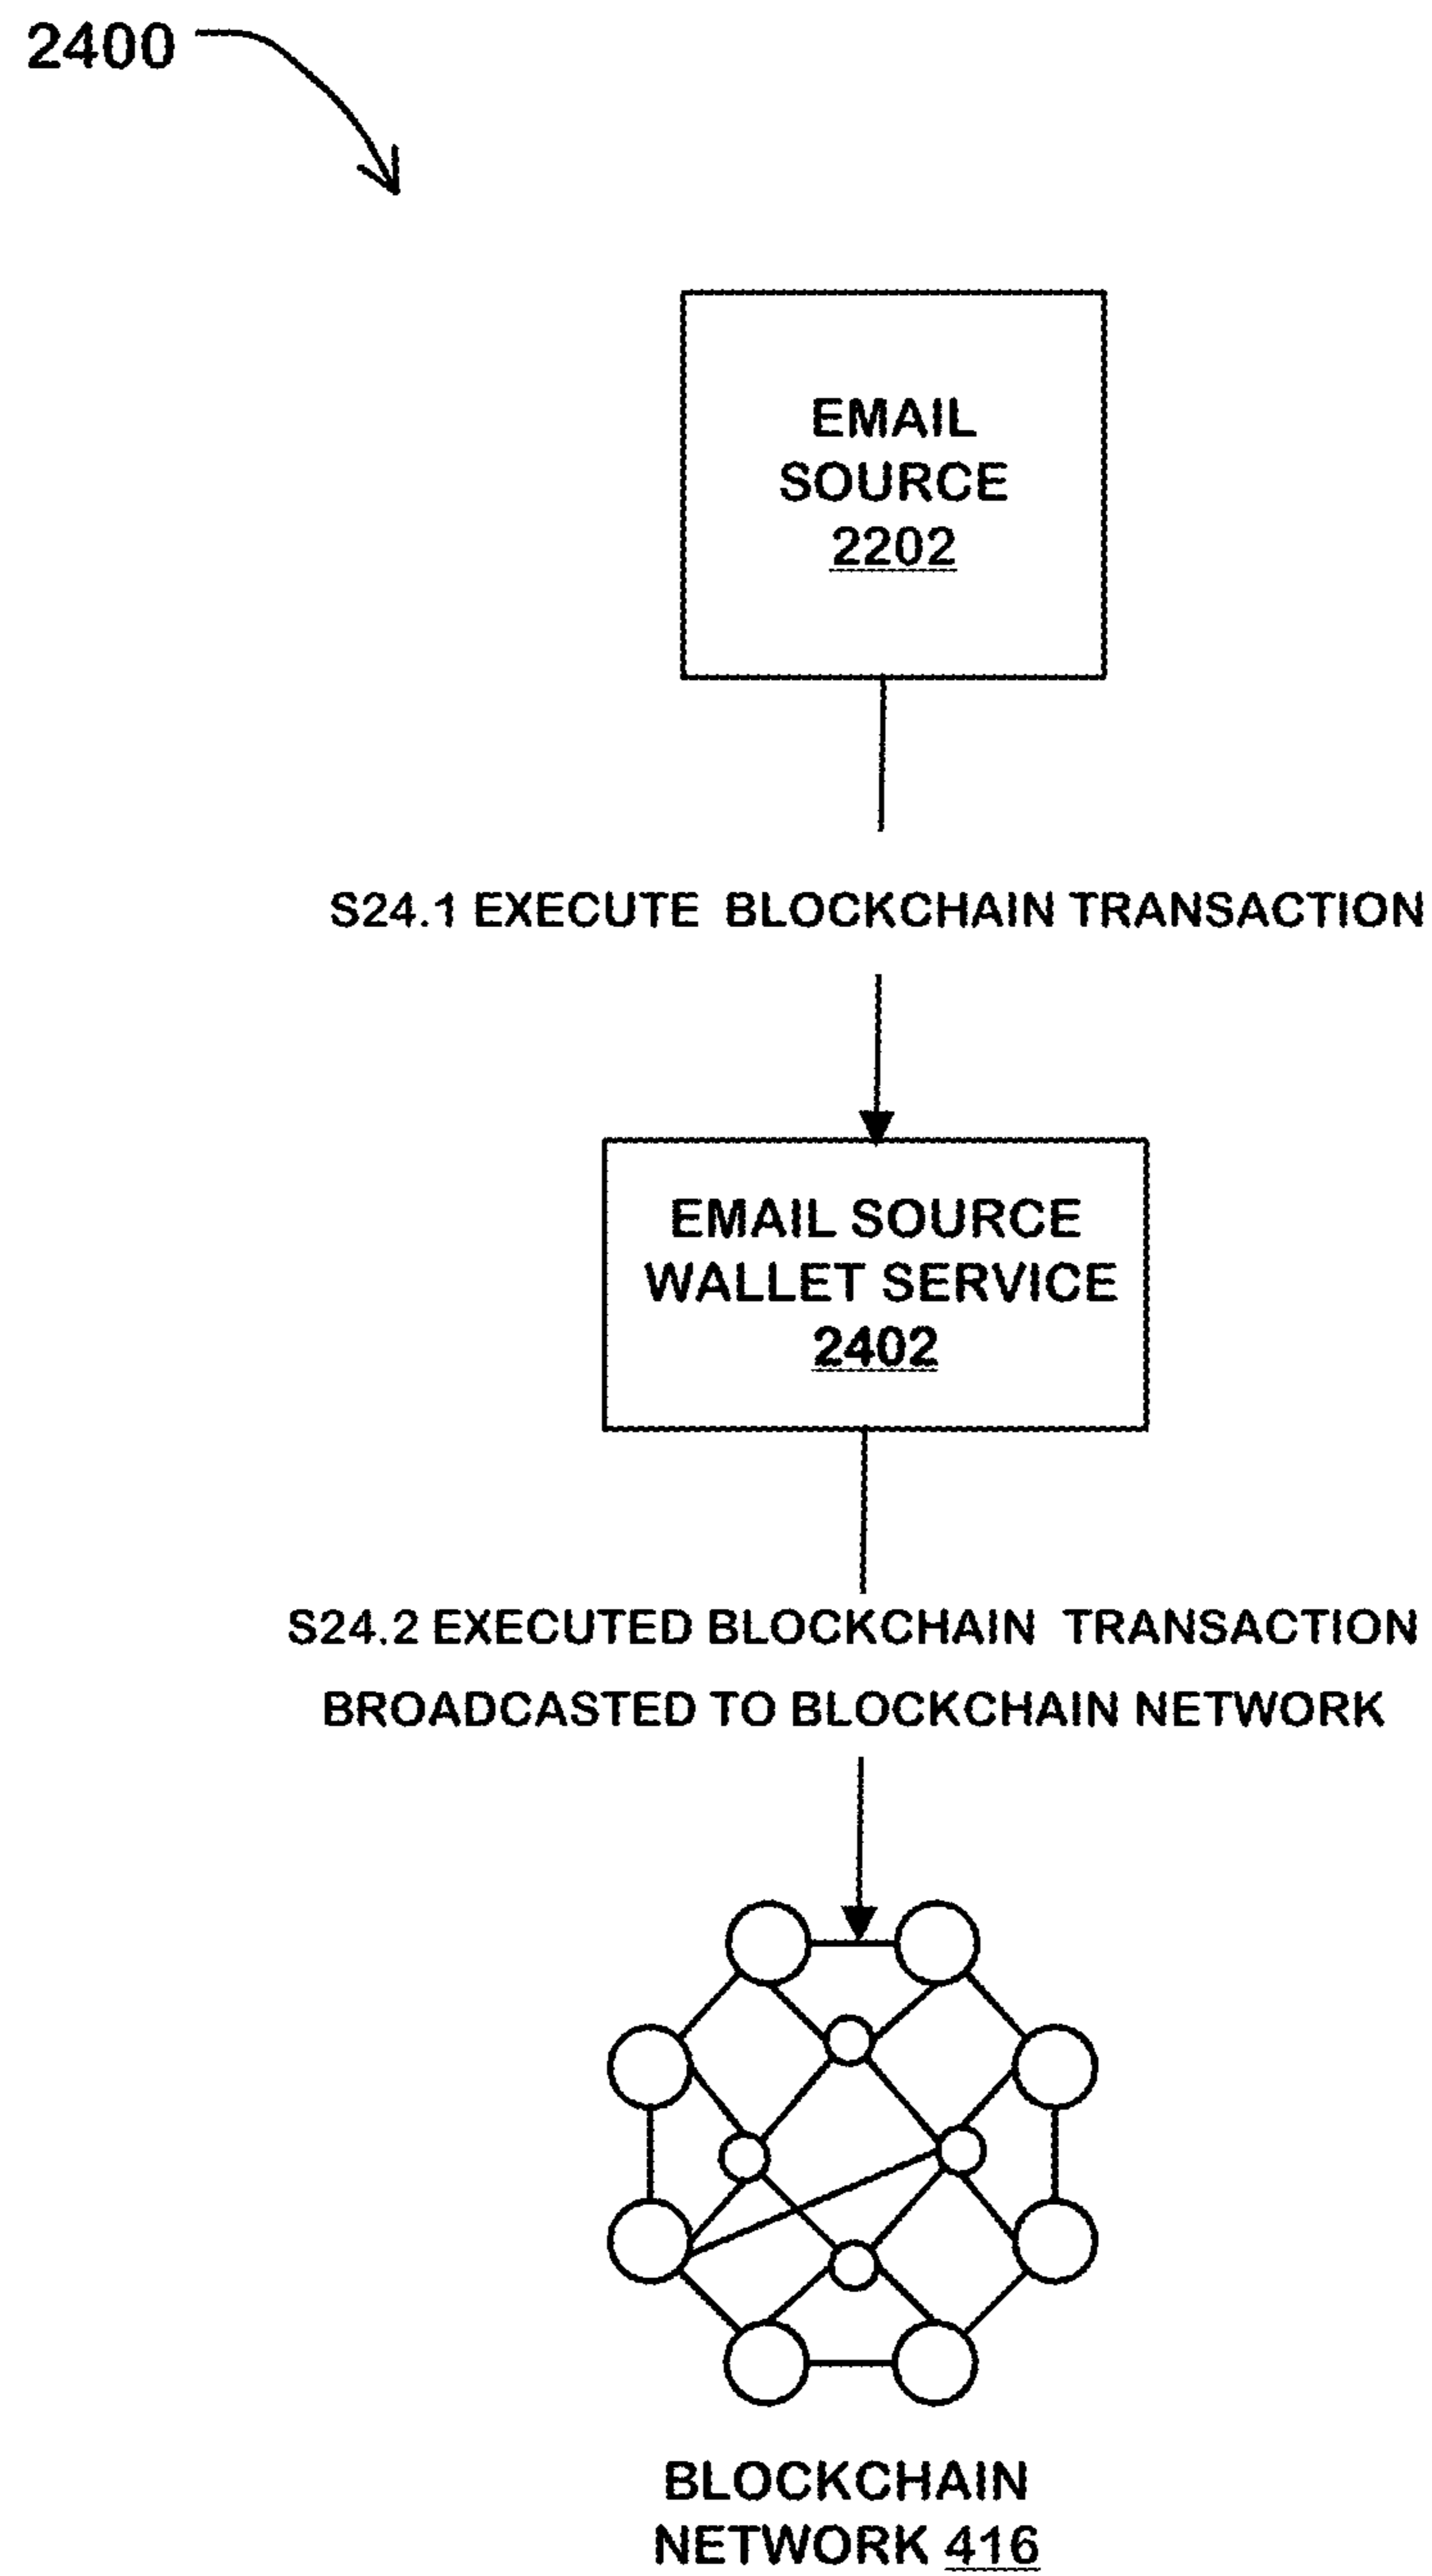 2400
EMAIL
SOURCE
2202
S24.1 EXECUTE BLOCKCHAIN TRANSACTION
EMAIL SOURCE
WALLET SERVICE
2402
S24.2 EXECUTED BLOCKCHAIN TRANSACTION
BROADCASTED TO BLOCKCHAIN NETWORK
BLOCKCHAIN
NETWORK 416